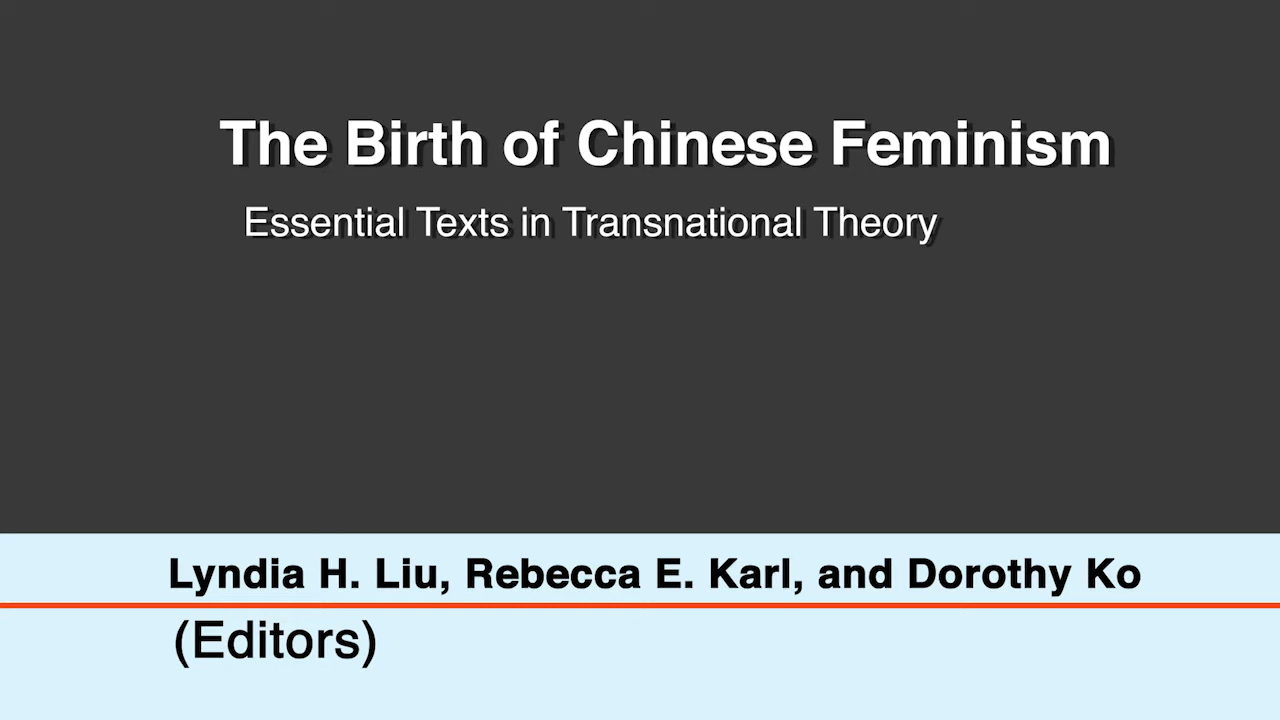 The Birth of Chinese Feminism
Essential Texts in Transnational Theory
Lyndia H. Liu, Rebecca E. Karl, and Dorothy Ko
(Editors)